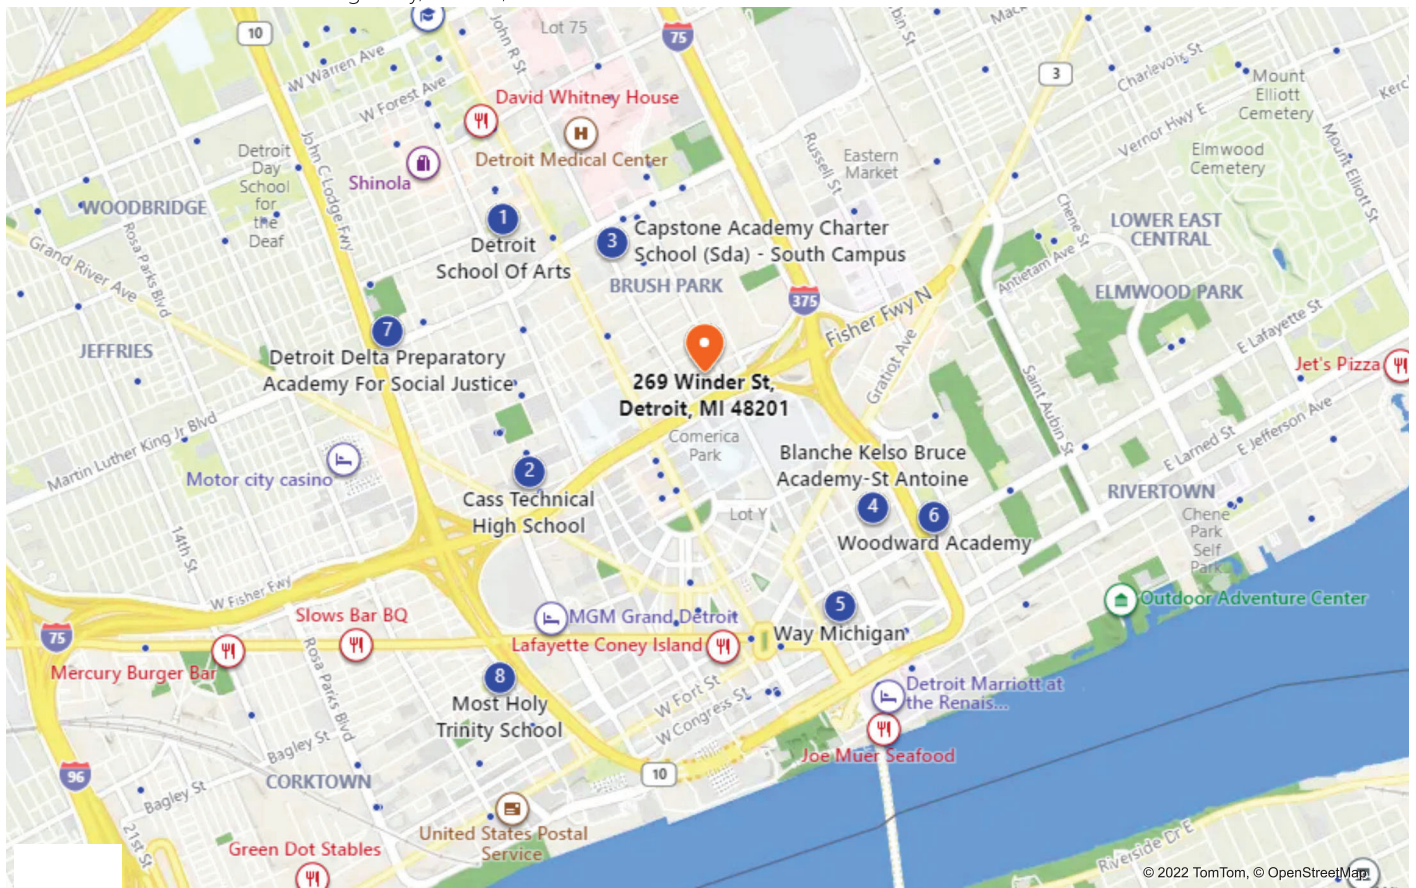 10
Lot 75
75
John R St
W Warren Ave
3
Charlevoix St
Mount
Elliott
Cemetery
W Forest Ave
David Whitney House
H
Detroit Medical Center
Vernor Hwy E
Russell St
Eastern
Market
Elmwood
Cemetery
Mount Elliott St
John C Lodge Fwy
Detroit
Day
School
for
the
Deaf
Shinola
WOODBRIDGE
Rosa Parks Blvd
Grand River Ave
1
Detroit
School Of Arts
3
Capstone Academy Charter
School (Sda) - South Campus
BRUSH PARK
Chene St
LOWER EAST
CENTRAL
Antietam Ave
ELMWOOD PARK
375
Fisher Fwy N
Gratiot Ave
E Lafayette St
7
Detroit Delta Preparatory
Academy For Social Justice
JEFFRIES
269 Winder St,
Detroit, MI 48201
Jet's Pizza
Saint Aubin St
E Jefferson Ave
E Larned St
Martin Luther King Jr Blvd
Motor city casino
Comerica
Park
Blanche Kelso Bruce
Academy-St Antoine
2
Cass Technical
High School
4
6
Woodward Academy
Lot Y
RIVERTOWN
Chene
Park
Self
Park...
14th St
W Fisher Fwy
5
Way Michigan
Outdoor Adventure Center
75
Slows Bar BQ
MGM Grand Detroit
Lafayette Coney Island
Mercury Burger Bar
Rosa Parks Blvd
8
Most Holy
Trinity School
W Fort St
W Congress St
Detroit Marriott at
the Renais...
Joe Muer Seafood
Bagley St
10
96
CORKTOWN
Bagley St
21st St
United States Postal
Service
Green Dot Stables
Riverside Dr E
© 2022 TomTom, © OpenStreetMap